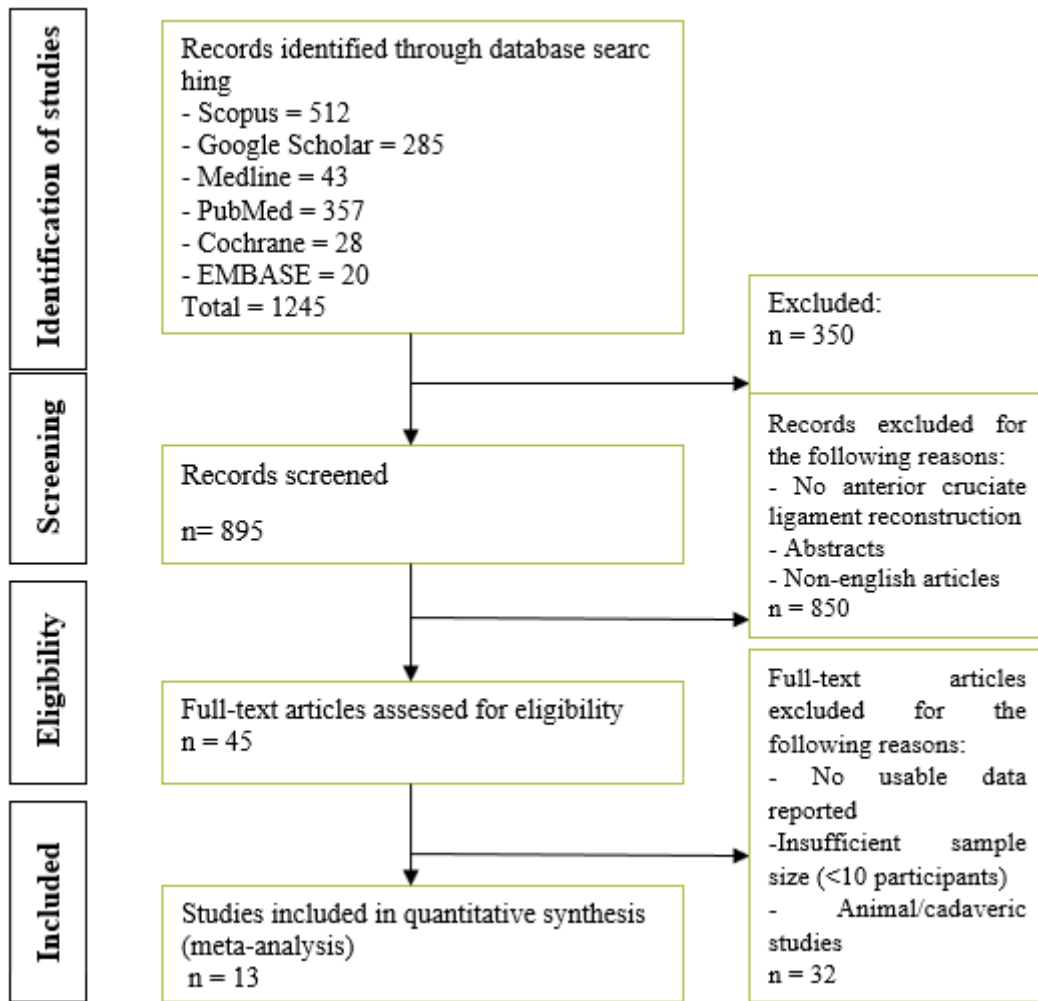 Identification of studies
Records identified through database searc
hing
- Scopus = 512
- Google Scholar = 285
- Medline = 43
- PubMed = 357
- Cochrane = 28
- EMBASE = 20
Total = 1245
Excluded:
n = 350
Screening
Records screened
n= 895
Records excluded for
the following reasons:
- No anterior cruciate
ligament reconstruction
- Abstracts
- Non-english articles
n = 850
Eligibility
Full-text articles assessed for eligibility
n = 45
Full-text articles
excluded for the
following reasons:
- No usable data
reported
-Insufficient sample
size (<10 participants)
- Animal/cadaveric
studies
n = 32
Included
Studies included in quantitative synthesis
(meta-analysis)
n = 13